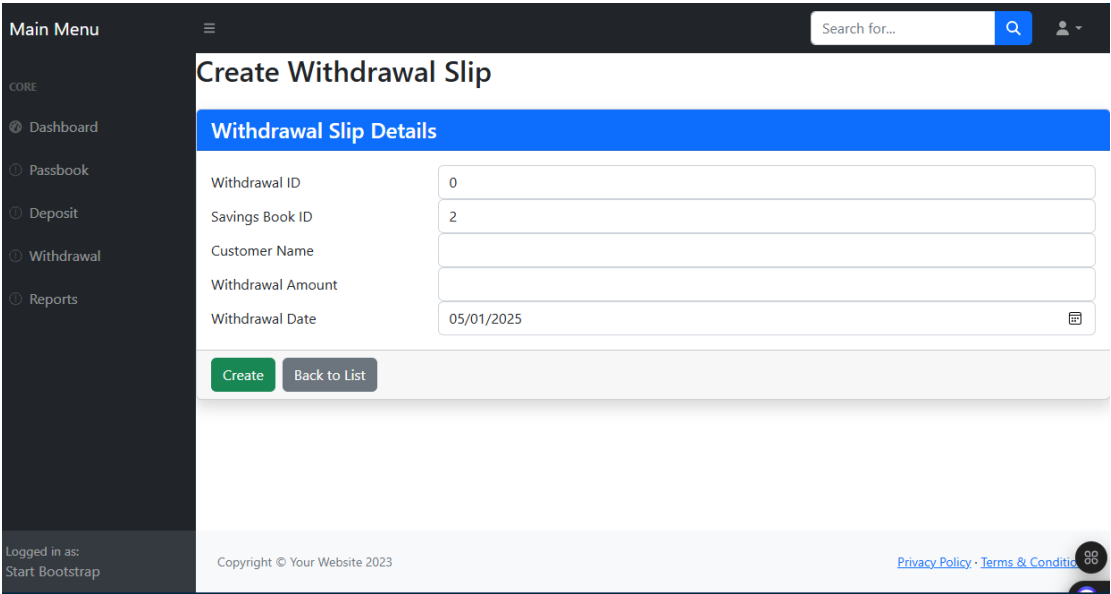 Main Menu
Search for...
CORE
Dashboard
Passbook
Deposit
Withdrawal
Reports
Create Withdrawal Slip
Withdrawal Slip Details
Withdrawal ID 0
Savings Book ID 2
Customer Name
Withdrawal Amount
Withdrawal Date 05/01/2025
Create Back to List
Logged in as:
Start Bootstrap
Copyright © Your Website 2023
Privacy Policy · Terms &